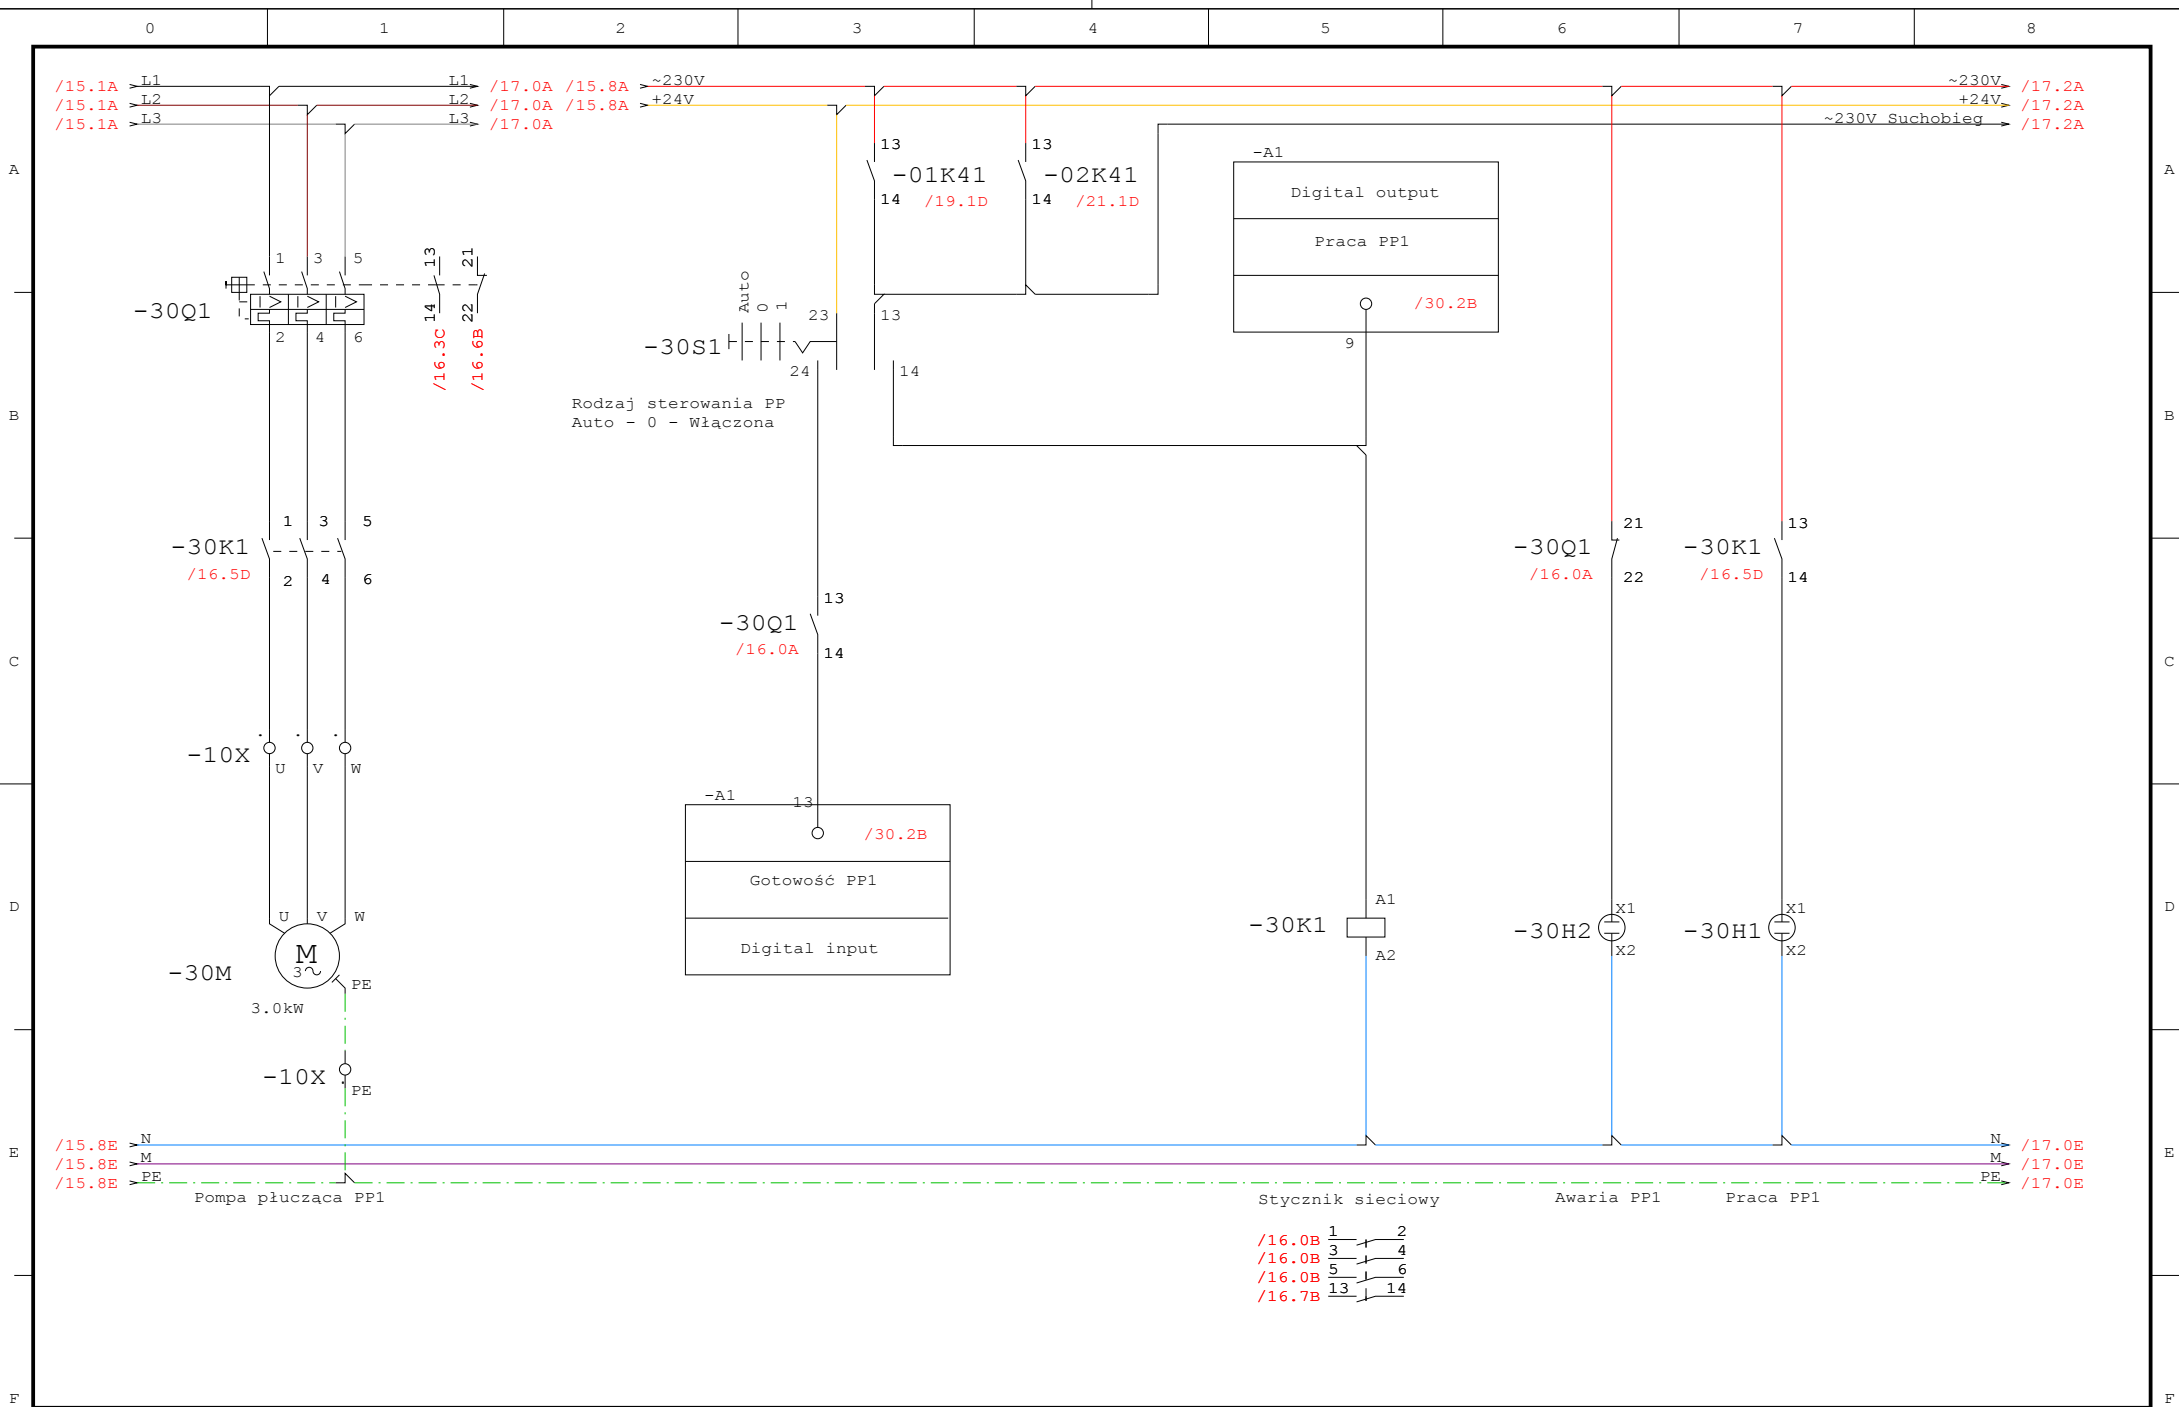 0 1 2 3 4 5 6 7 8
/15.1A L1 L1 /17.0A /15.8A ~230V ~230V /17.2A
/15.1A L2 L2 /17.0A /15.8A +24V +24V /17.2A
/15.1A L3 L3 /17.0A ~230V Suchobieg /17.2A
A A
13 13
-01K41 -02K41
14 /19.1D 14 /21.1D
-A1
Digital output
Praca PP1
/30.2B
9
1 3 5 13 21
-30Q1
2 4 6 14 22
/16.3C /16.6B
Auto 0 1
23 13
-30S1
24 14
Rodzaj sterowania PP
Auto - 0 - Włączona
B B
1 3 5
-30K1
/16.5D 2 4 6
21 13
-30Q1 -30K1
/16.0A 22 /16.5D 14
13
-30Q1
/16.0A 14
C C
-10X
U V W
-A1 13
/30.2B
Gotowość PP1
Digital input
D D
U V W
M
3~
-30M
PE
3.0kW
A1 X1 X1
-30K1 -30H2 -30H1
A2 X2 X2
-10X
PE
/15.8E N N /17.0E
E E
/15.8E M M /17.0E
/15.8E PE PE /17.0E
Pompa płucząca PP1 Stycznik sieciowy Awaria PP1 Praca PP1
/16.0B 1 2
/16.0B 3 4
/16.0B 5 6
/16.7B 13 14
F F